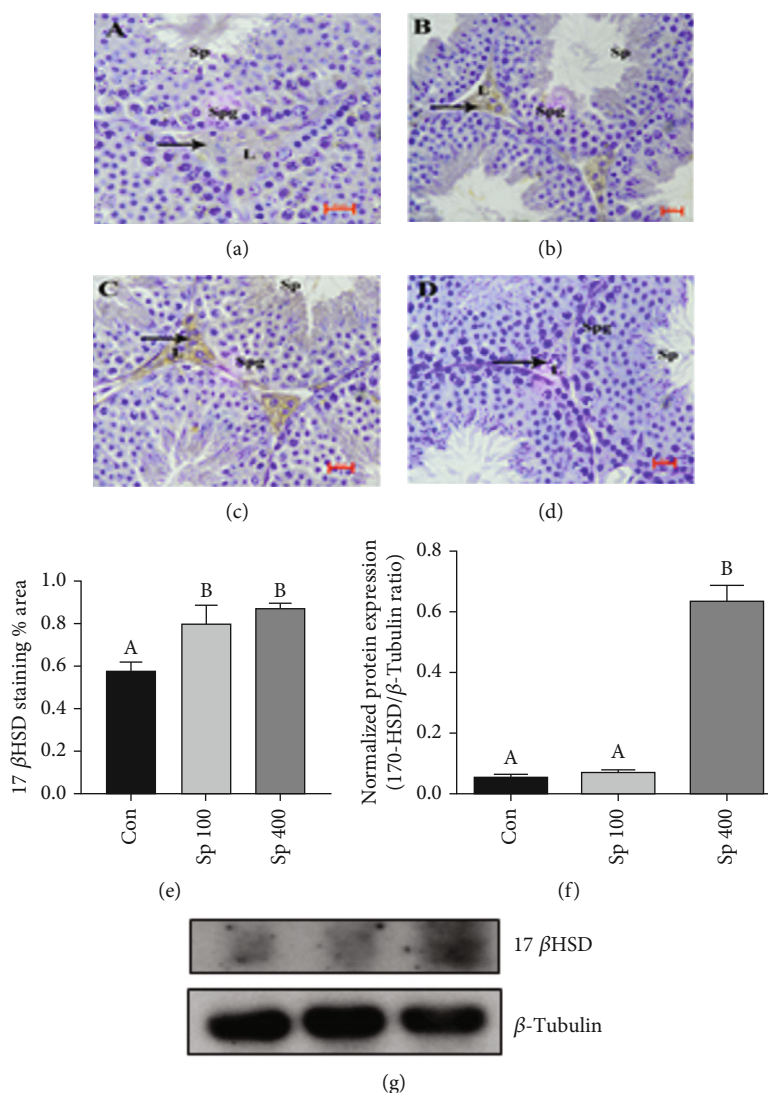 A
Sp
Spg
L
(a)
B
Sp
L
Spg
(b)
C
Sp
L
Spg
(c)
D
Spg
Sp
L
(d)
17 βHSD staining % area
1.0
0.8
0.6
0.4
0.2
0.0
A
B
B
Con
Sp 100
Sp 400
(e)
Normalized protein expression
(170-HSD/β-Tubulin ratio)
0.8
0.6
0.4
0.2
0.0
A
A
B
Con
Sp 100
Sp 400
(f)
17 βHSD
β-Tubulin
(g)